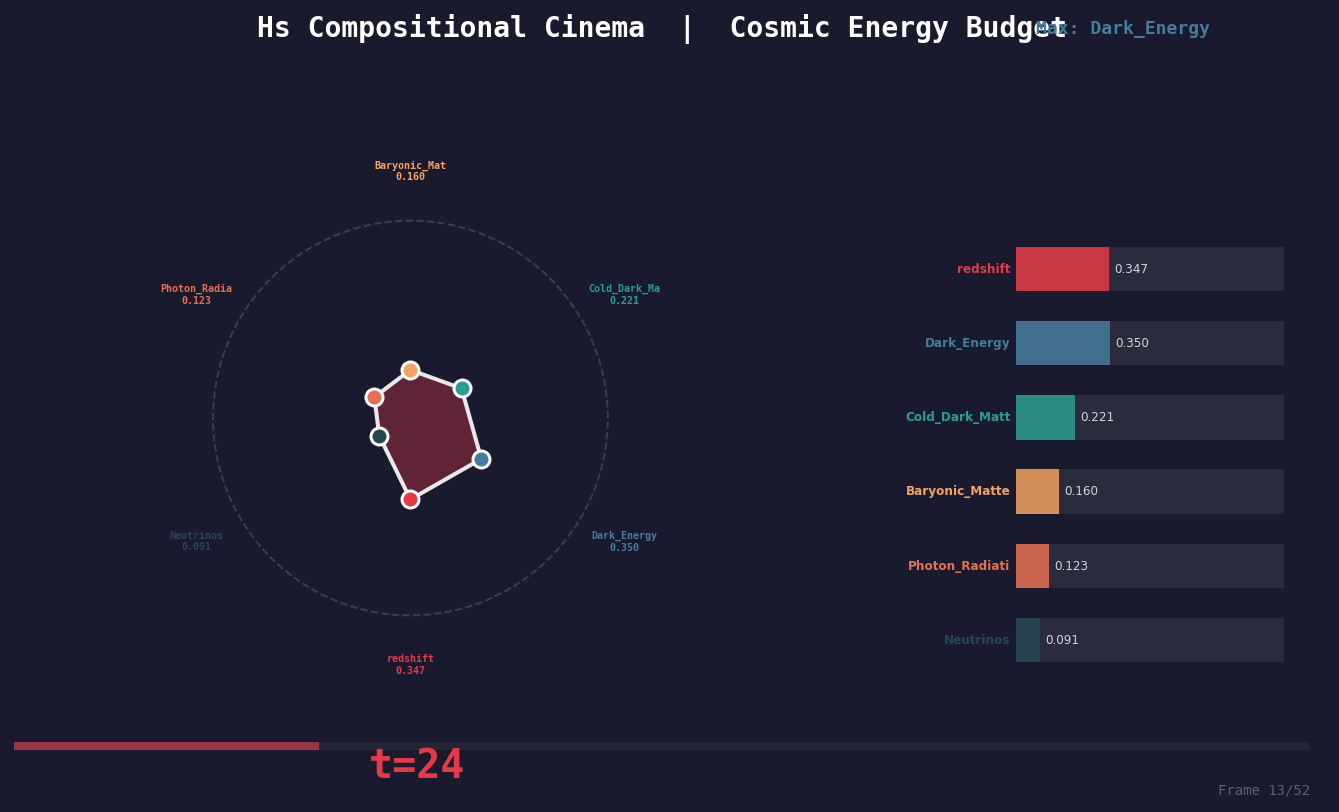 Hs Compositional Cinema | Cosmic Energy Budget
Max: Dark_Energy
Baryonic_Mat
0.160
Photon_Radia
0.123
Cold_Dark_Ma
0.221
Neutrinos
0.091
Dark_Energy
0.350
redshift
0.347
redshift 0.347
Dark_Energy 0.350
Cold_Dark_Matt 0.221
Baryonic_Matte 0.160
Photon_Radiati 0.123
Neutrinos 0.091
t=24
Frame 13/52